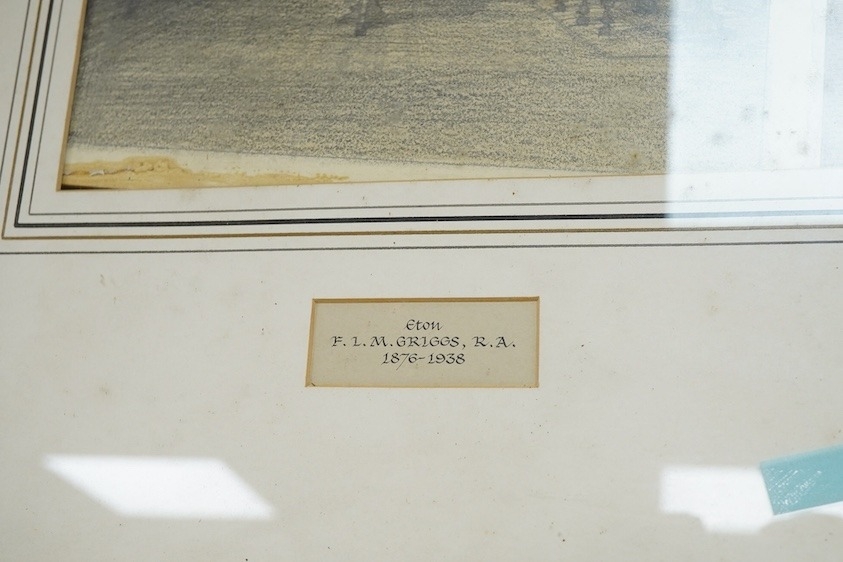 Eton
F. L. M. GRIGGS, R.A.
1876-1938